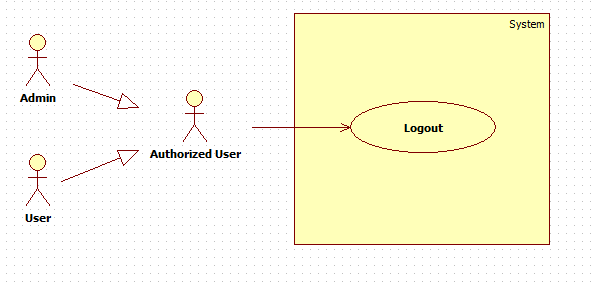 System
Admin
Authorized User
Logout
User